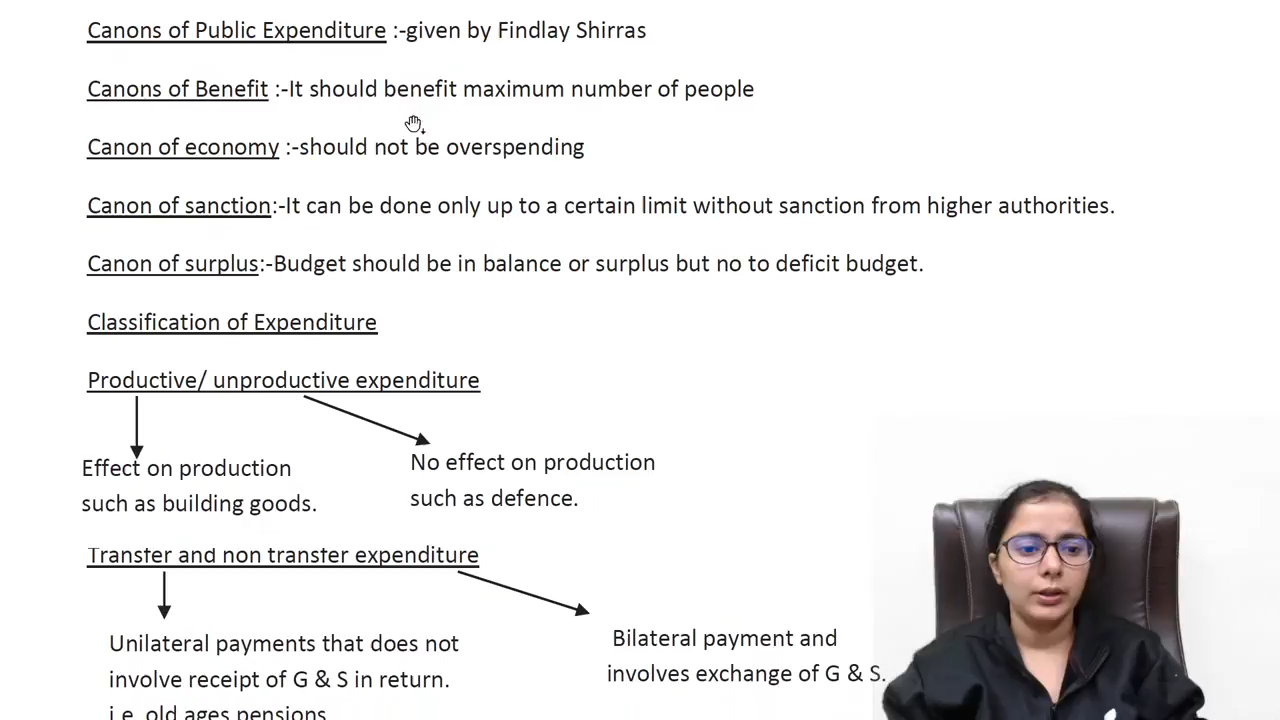 Canons of Public Expenditure :-given by Findlay Shirras
Canons of Benefit :-It should benefit maximum number of people
Canon of economy :-should not be overspending
Canon of sanction:-It can be done only up to a certain limit without sanction from higher authorities.
Canon of surplus:-Budget should be in balance or surplus but no to deficit budget.
Classification of Expenditure
Productive/ unproductive expenditure
Effect on production
such as building goods.
No effect on production
such as defence.
Transfer and non transfer expenditure
Unilateral payments that does not
involve receipt of G & S in return.
i.e. old ages pensions
Bilateral payment and
involves exchange of G & S.